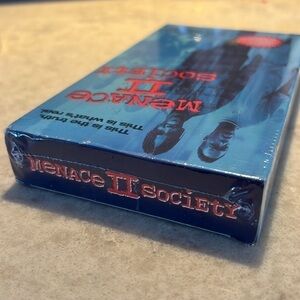 This is the truth.
This is what's real.
MENACE
II
SOCIETY
MENACE II SOCIETY